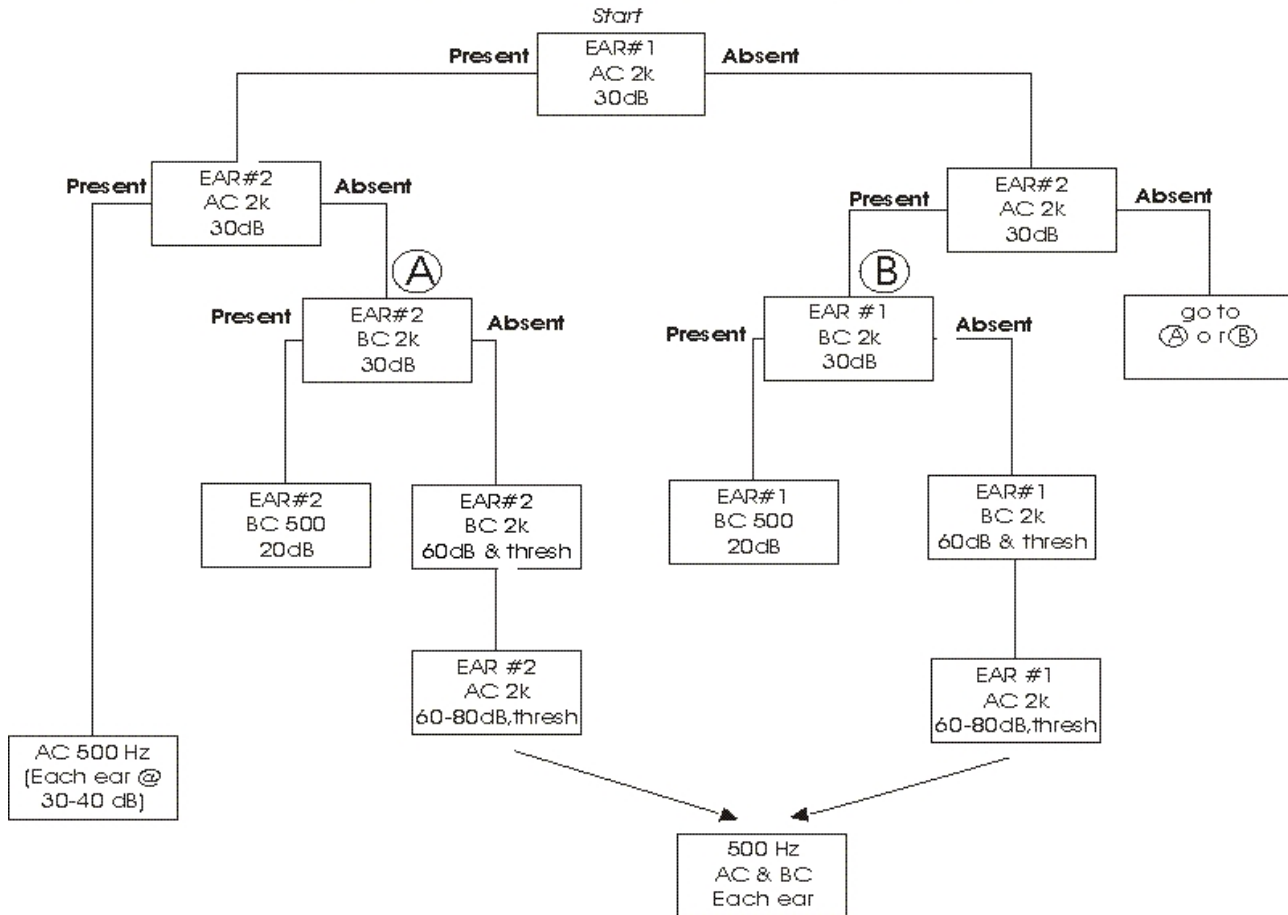 Start
Present
EAR#1
AC 2k
30dB
Absent
Present
EAR#2
AC 2k
30dB
Absent
Present
EAR#2
AC 2k
30dB
Absent
A
Present
EAR#2
BC 2k
30dB
Absent
B
Present
EAR #1
BC 2k
30dB
Absent
go to
A or B
EAR#2
BC 500
20dB
EAR#2
BC 2k
60dB & thresh
EAR#1
BC 500
20dB
EAR#1
BC 2k
60dB & thresh
EAR #2
AC 2k
60-80dB,thresh
EAR #1
AC 2k
60-80dB,thresh
AC 500 Hz
(Each ear @
30-40 dB)
500 Hz
AC & BC
Each ear